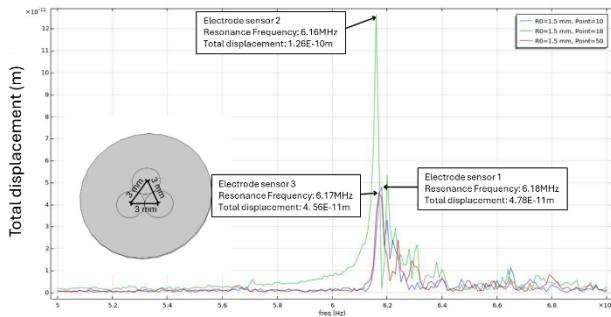 ×10⁻¹¹
Electrode sensor 2
Resonance Frequency: 6.16MHz
Total displacement: 1.26E-10m
R0=1.5 mm, Point=10
R0=1.5 mm, Point=18
R0=1.5 mm, Point=50
Total displacement (m)
12
11
10
9
8
7
6
5
4
3
2
1
0
3 mm
3 mm
3 mm
Electrode sensor 3
Resonance Frequency: 6.17MHz
Total displacement: 4.56E-11m
Electrode sensor 1
Resonance Frequency: 6.18MHz
Total displacement: 4.78E-11m
5 5.2 5.4 5.6 5.8 6 6.2 6.4 6.6 6.8
freq (Hz)